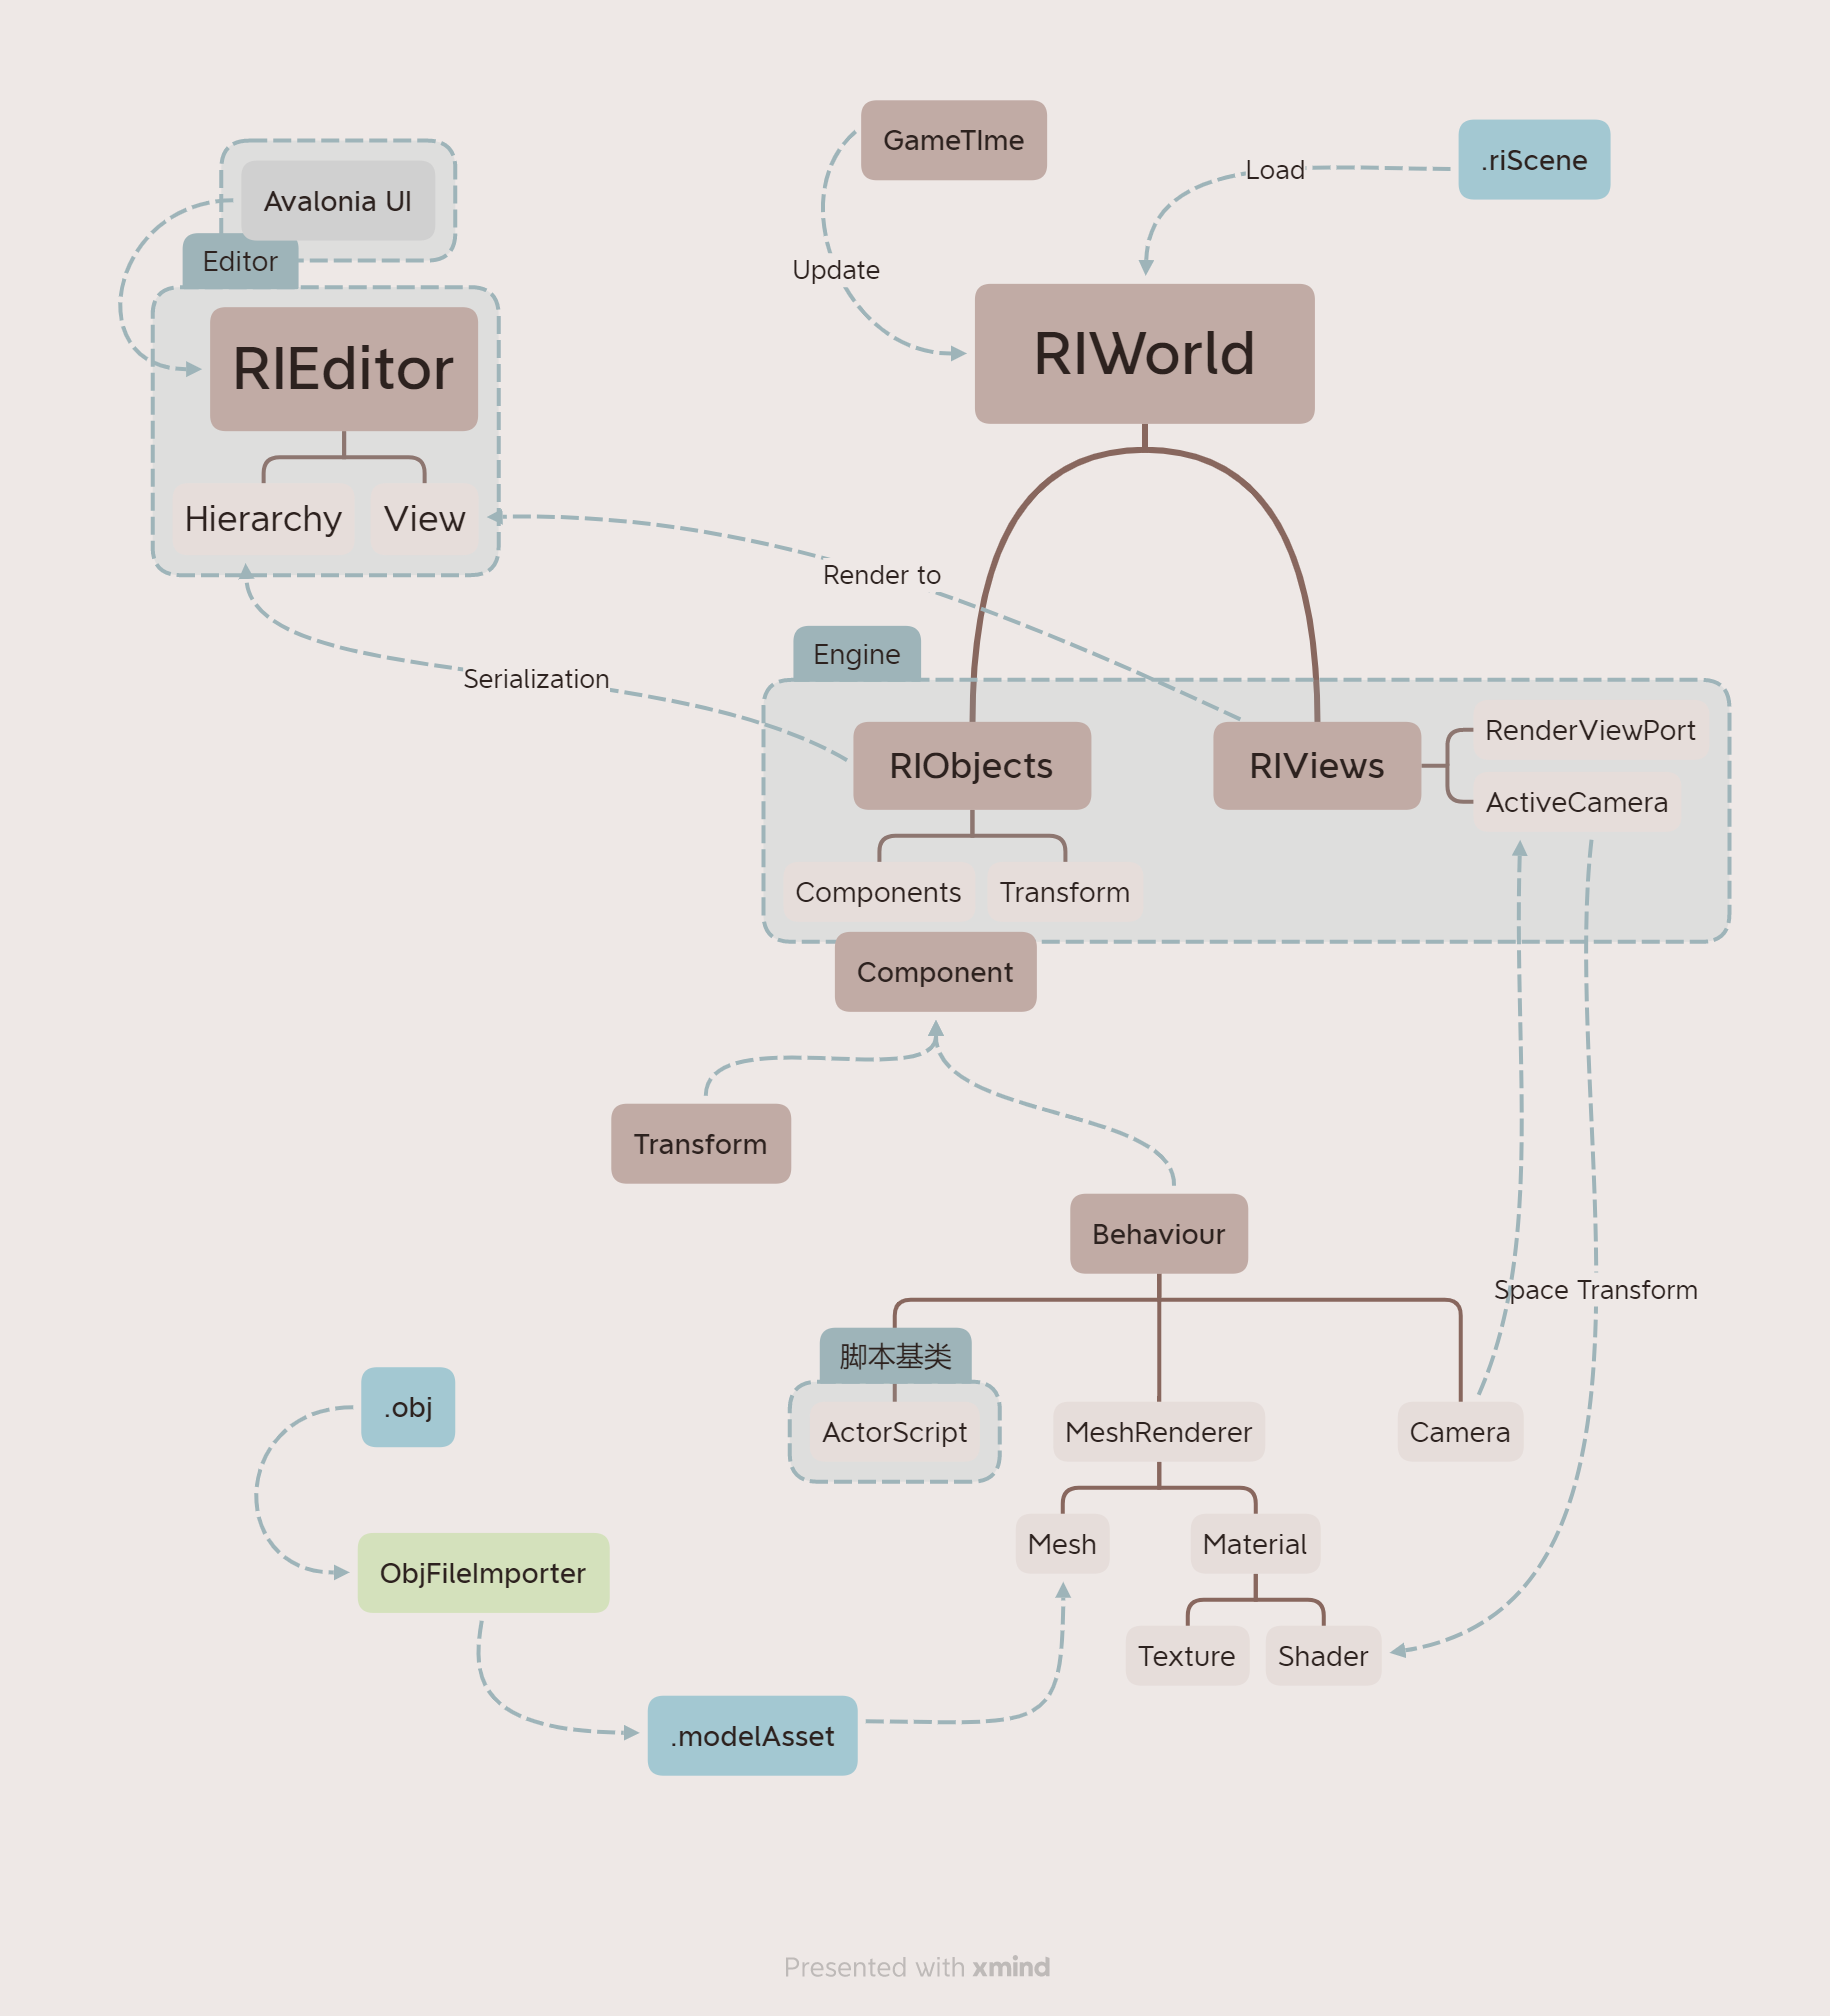 GameTIme
.riScene
Load
Avalonia UI
Editor
Update
RIEditor
RIWorld
Hierarchy
View
Render to
Serialization
Engine
RIObjects
RIViews
RenderViewPort
ActiveCamera
Components
Transform
Component
Transform
Behaviour
Space Transform
脚本基类
.obj
ActorScript
MeshRenderer
Camera
ObjFileImporter
Mesh
Material
Texture
Shader
.modelAsset
Presented with xmind